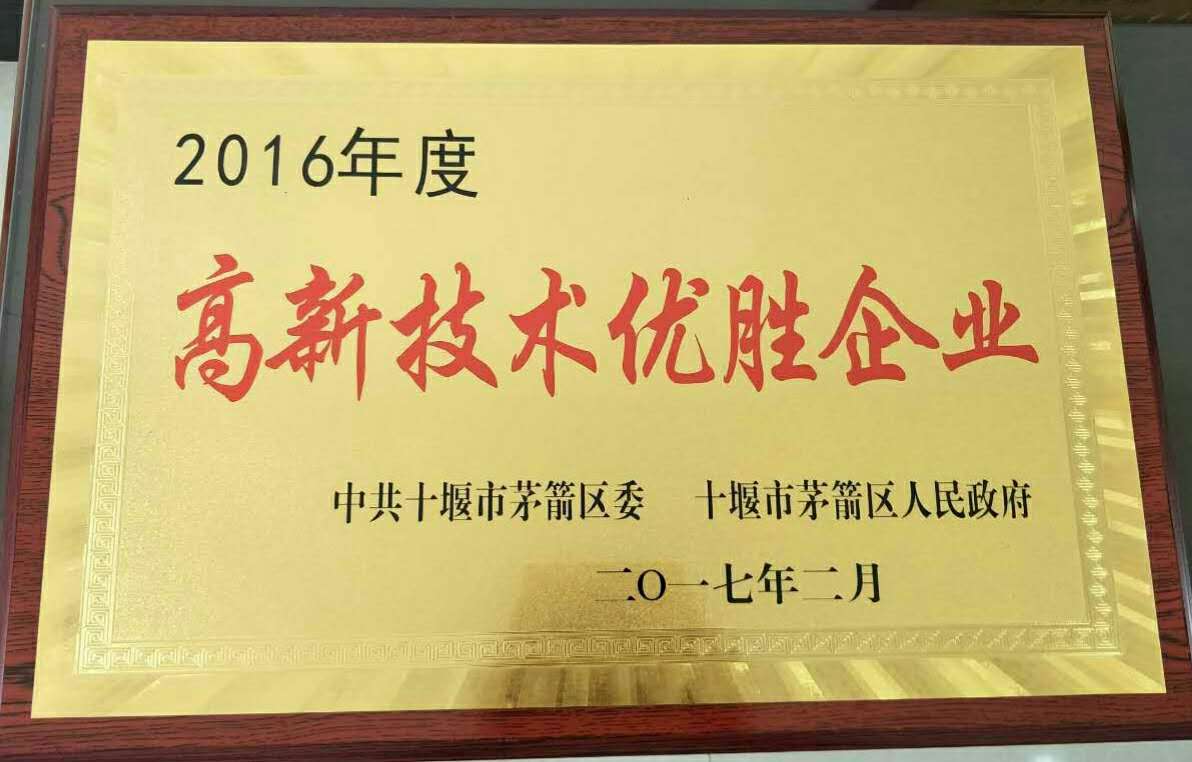 2016年度
高新技术优胜企业
中共十堰市茅箭区委 十堰市茅箭区人民政府
二〇一七年二月